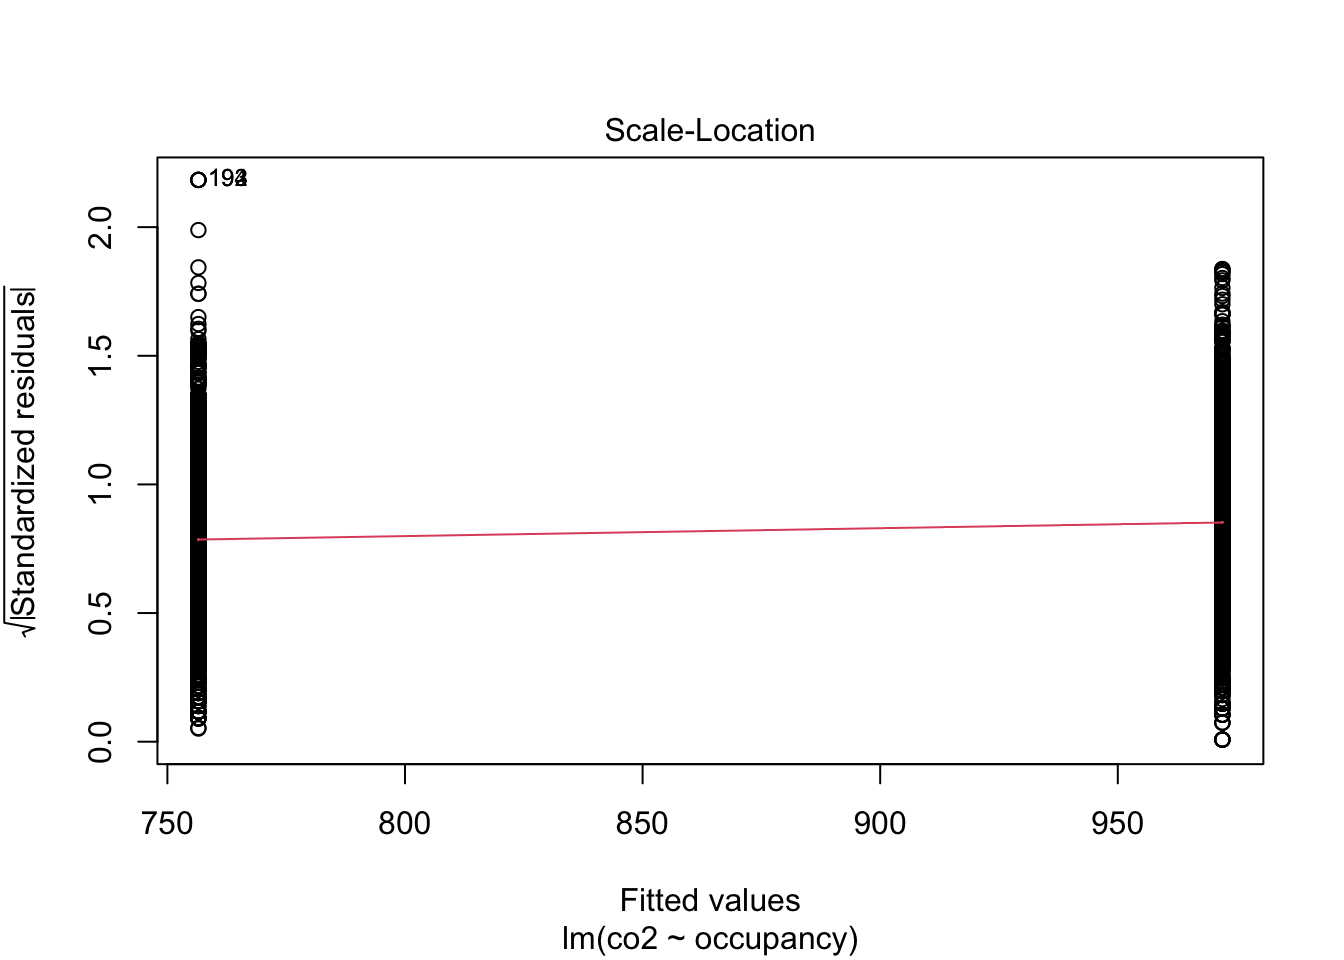 Scale-Location
√|Standardized residuals|
2.0
1.5
1.0
0.5
0.0
750 800 850 900 950
Fitted values
lm(co2 ~ occupancy)